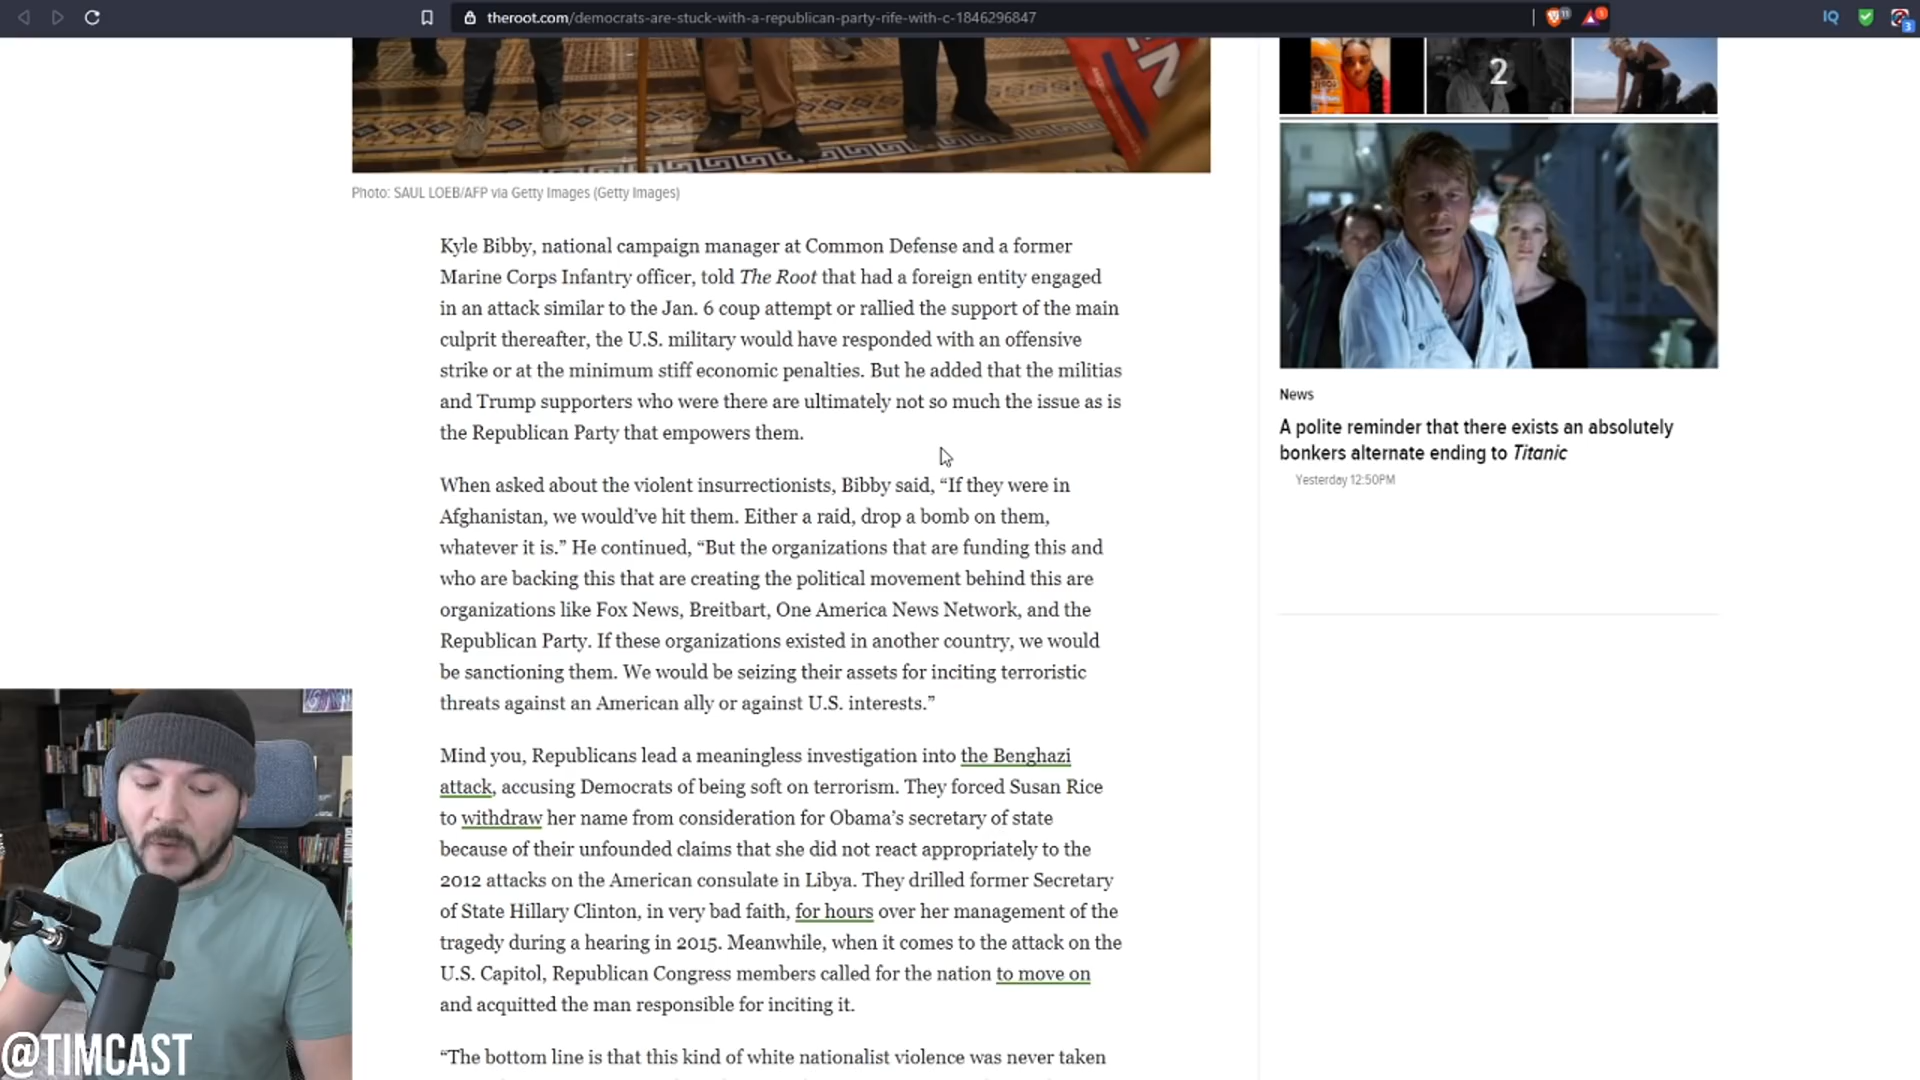 theroot.com/democrats-are-stuck-with-a-republican-party-rife-with-c-1846296847
IQ
3
2
Photo: SAUL LOEB/AFP via Getty Images (Getty Images)
Kyle Bibby, national campaign manager at Common Defense and a former
Marine Corps Infantry officer, told The Root that had a foreign entity engaged
in an attack similar to the Jan. 6 coup attempt or rallied the support of the main
culprit thereafter, the U.S. military would have responded with an offensive
strike or at the minimum stiff economic penalties. But he added that the militias
and Trump supporters who were there are ultimately not so much the issue as is
the Republican Party that empowers them.
When asked about the violent insurrectionists, Bibby said, “If they were in
Afghanistan, we would’ve hit them. Either a raid, drop a bomb on them,
whatever it is.” He continued, “But the organizations that are funding this and
who are backing this that are creating the political movement behind this are
organizations like Fox News, Breitbart, One America News Network, and the
Republican Party. If these organizations existed in another country, we would
be sanctioning them. We would be seizing their assets for inciting terroristic
threats against an American ally or against U.S. interests.”
Mind you, Republicans lead a meaningless investigation into the Benghazi
attack, accusing Democrats of being soft on terrorism. They forced Susan Rice
to withdraw her name from consideration for Obama’s secretary of state
because of their unfounded claims that she did not react appropriately to the
2012 attacks on the American consulate in Libya. They drilled former Secretary
of State Hillary Clinton, in very bad faith, for hours over her management of the
tragedy during a hearing in 2015. Meanwhile, when it comes to the attack on the
U.S. Capitol, Republican Congress members called for the nation to move on
and acquitted the man responsible for inciting it.
“The bottom line is that this kind of white nationalist violence was never taken
News
A polite reminder that there exists an absolutely
bonkers alternate ending to Titanic
Yesterday 12:50PM
@TIMCAST